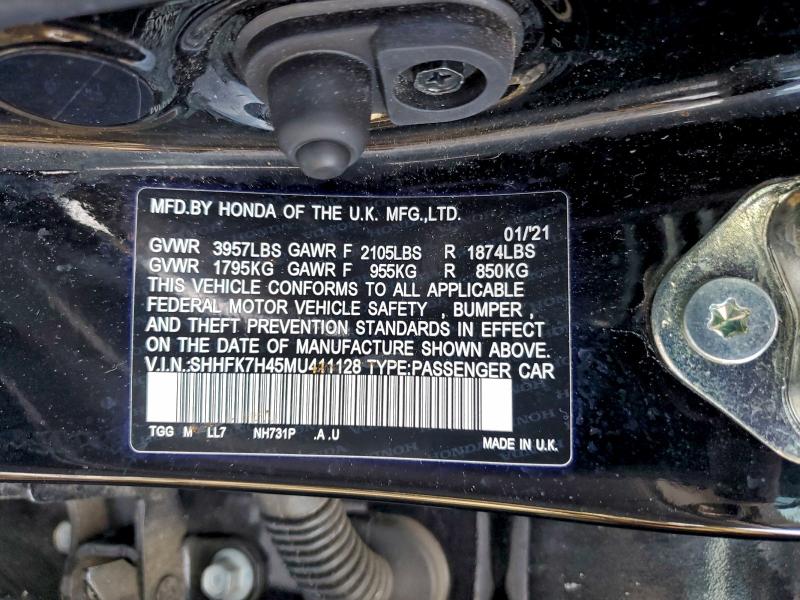 MFD.BY HONDA OF THE U.K. MFG.,LTD.
01/'21
GVWR 3957LBS GAWR F 2105LBS R 1874LBS
GVWR 1795KG GAWR F 955KG R 850KG
THIS VEHICLE CONFORMS TO ALL APPLICABLE
FEDERAL MOTOR VEHICLE SAFETY , BUMPER ,
AND THEFT PREVENTION STANDARDS IN EFFECT
ON THE DATE OF MANUFACTURE SHOWN ABOVE.
V.I.N.:SHHFK7H45MU411128 TYPE:PASSENGER CAR
TGG M LL7 NH731P .A .U
MADE IN U.K.